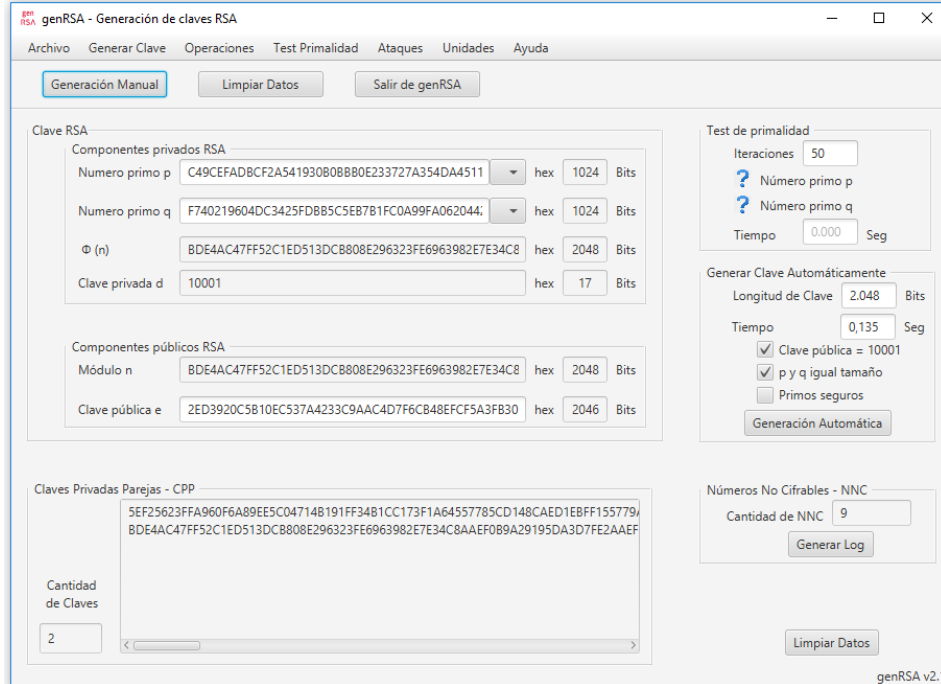 gen RSA genRSA - Generación de claves RSA
Archivo Generar Clave Operaciones Test Primalidad Ataques Unidades Ayuda
Generación Manual Limpiar Datos Salir de genRSA
Clave RSA
Componentes privados RSA
Numero primo p C49CEFADBCF2A541930B0BBB0E233727A354DA4511 hex 1024 Bits
Numero primo q F740219604DC3425FDBB5C5EB7B1FC0A99FA0620442 hex 1024 Bits
Φ (n) BDE4AC47FF52C1ED513DCB808E296323FE6963982E7E34C8 hex 2048 Bits
Clave privada d 10001 hex 17 Bits
Componentes públicos RSA
Módulo n BDE4AC47FF52C1ED513DCB808E296323FE6963982E7E34C8 hex 2048 Bits
Clave pública e 2ED3920C5B10EC537A4233C9AAC4D7F6CB48EFCF5A3FB30 hex 2046 Bits
Test de primalidad
Iteraciones 50
? Número primo p
? Número primo q
Tiempo 0.000 Seg
Generar Clave Automáticamente
Longitud de Clave 2.048 Bits
Tiempo 0,135 Seg
Clave pública = 10001
p y q igual tamaño
Primos seguros
Generación Automática
Claves Privadas Parejas - CPP
5EF25623FFA960F6A89EE5C04714B191FF34B1CC173F1A64557785CD148CAED1EBFF155779A
BDE4AC47FF52C1ED513DCB808E296323FE6963982E7E34C8AAEF0B9A29195DA3D7FE2AAEF
Cantidad
de Claves
2
Números No Cifrables - NNC
Cantidad de NNC 9
Generar Log
Limpiar Datos